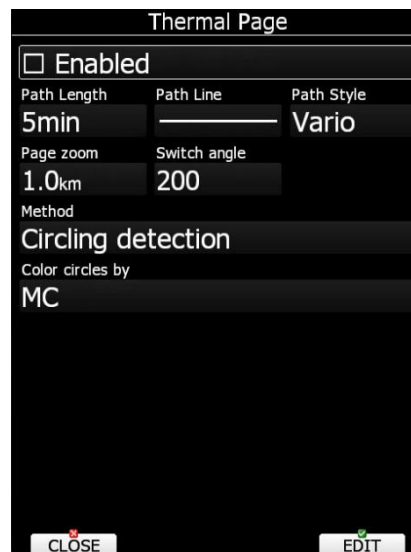 Thermal Page
Enabled
Path Length Path Line Path Style
5min Vario
Page zoom Switch angle
1.0km 200
Method
Circling detection
Color circles by
MC
CLOSE EDIT